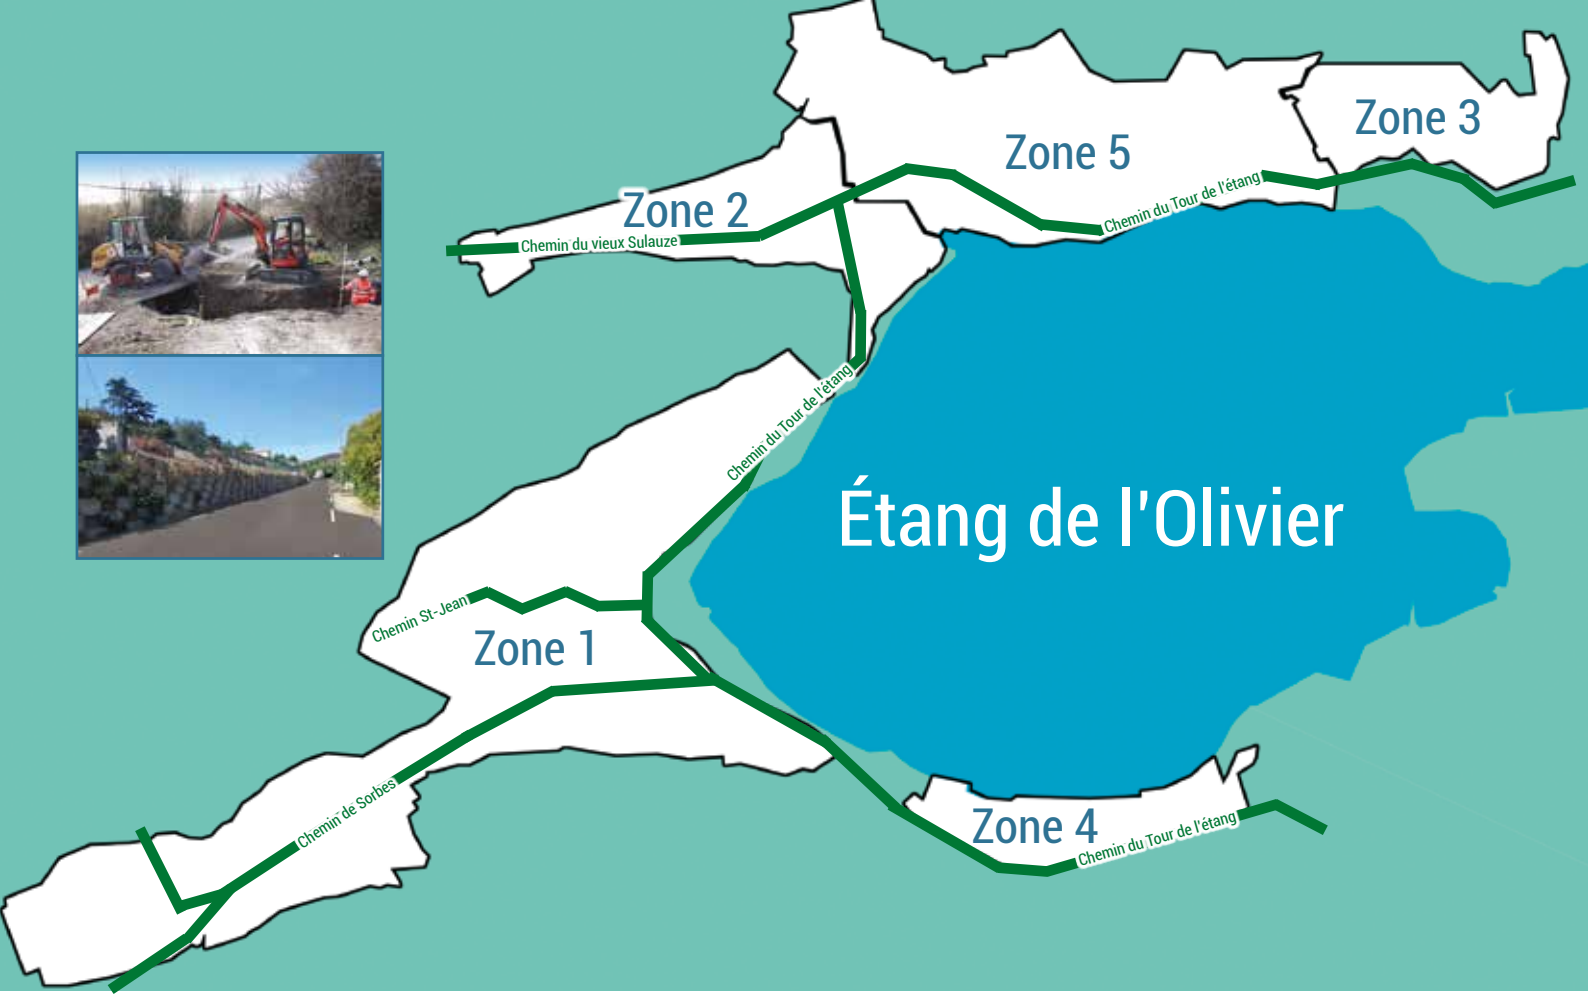 Zone 3
Zone 5
Zone 2
Chemin du Tour de l'étang
Chemin du vieux Sulauze
Chemin du Tour de l'étang
Étang de l'Olivier
Chemin St-Jean
Zone 1
Chemin de Sorbes
Zone 4
Chemin du Tour de l'étang